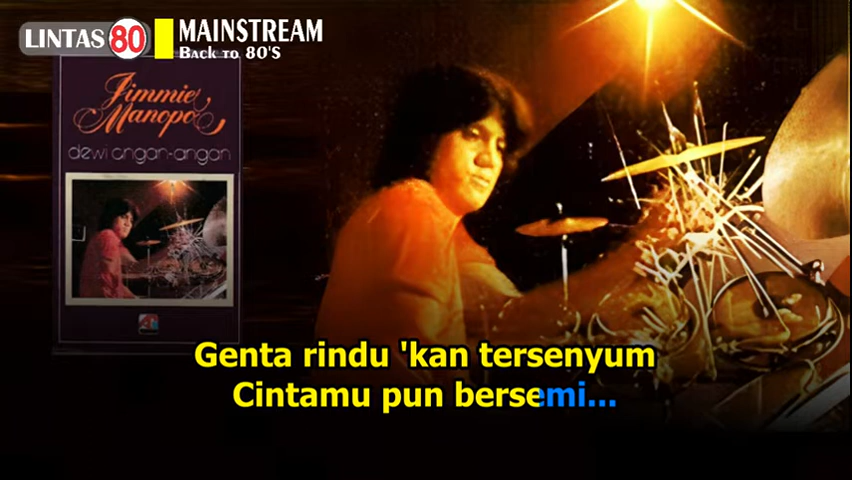 LINTAS 80
MAINSTREAM
BACK TO 80'S
Jimmie
Manopo
dewi angan-angan
Genta rindu 'kan tersenyum
Cintamu pun bersemi...